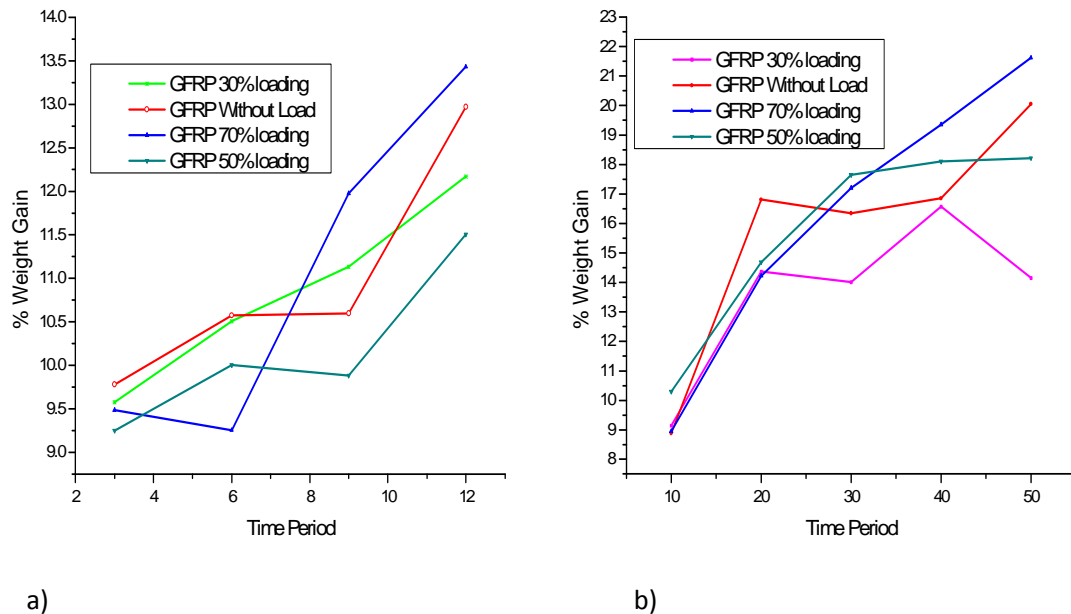 14.0
13.5
13.0
12.5
12.0
11.5
11.0
10.5
10.0
9.5
9.0
% Weight Gain
GFRP 30% loading
GFRP Without Load
GFRP 70% loading
GFRP 50% loading
2 4 6 8 10 12
Time Period
a)
23
22
21
20
19
18
17
16
15
14
13
12
11
10
9
8
% Weight Gain
GFRP 30% loading
GFRP Without Load
GFRP 70% loading
GFRP 50% loading
10 20 30 40 50
Time Period
b)